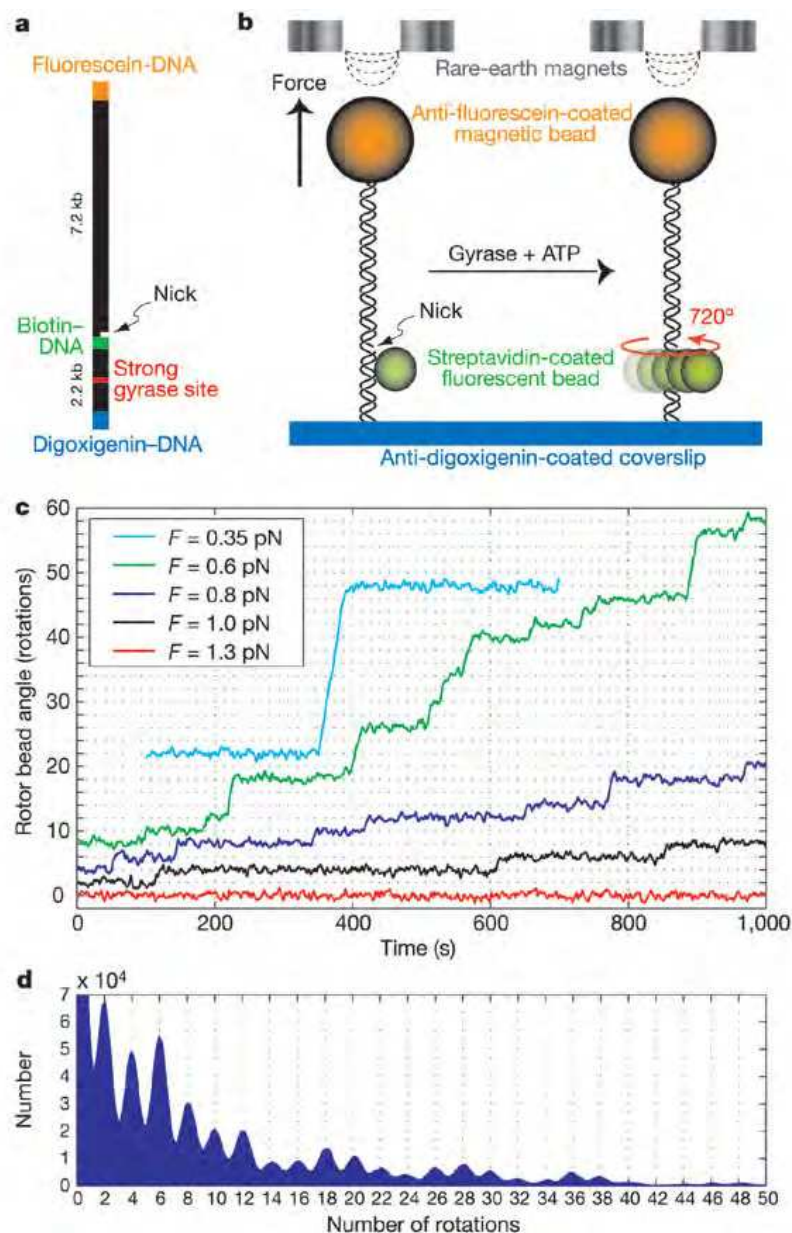 a
Fluorescein-DNA
7.2 kb
Nick
Biotin–
DNA
2.2 kb
Strong
gyrase site
Digoxigenin–DNA
b
Rare-earth magnets
Force
Anti-fluorescein-coated
magnetic bead
Gyrase + ATP
Nick
720º
Streptavidin-coated
fluorescent bead
Anti-digoxigenin-coated coverslip
c
60
50
40
30
20
10
0
Rotor bead angle (rotations)
F = 0.35 pN
F = 0.6 pN
F = 0.8 pN
F = 1.0 pN
F = 1.3 pN
0 200 400 600 800 1,000
Time (s)
d
x 10⁴
7
6
5
4
3
2
1
0
Number
0 2 4 6 8 10 12 14 16 18 20 22 24 26 28 30 32 34 36 38 40 42 44 46 48 50
Number of rotations